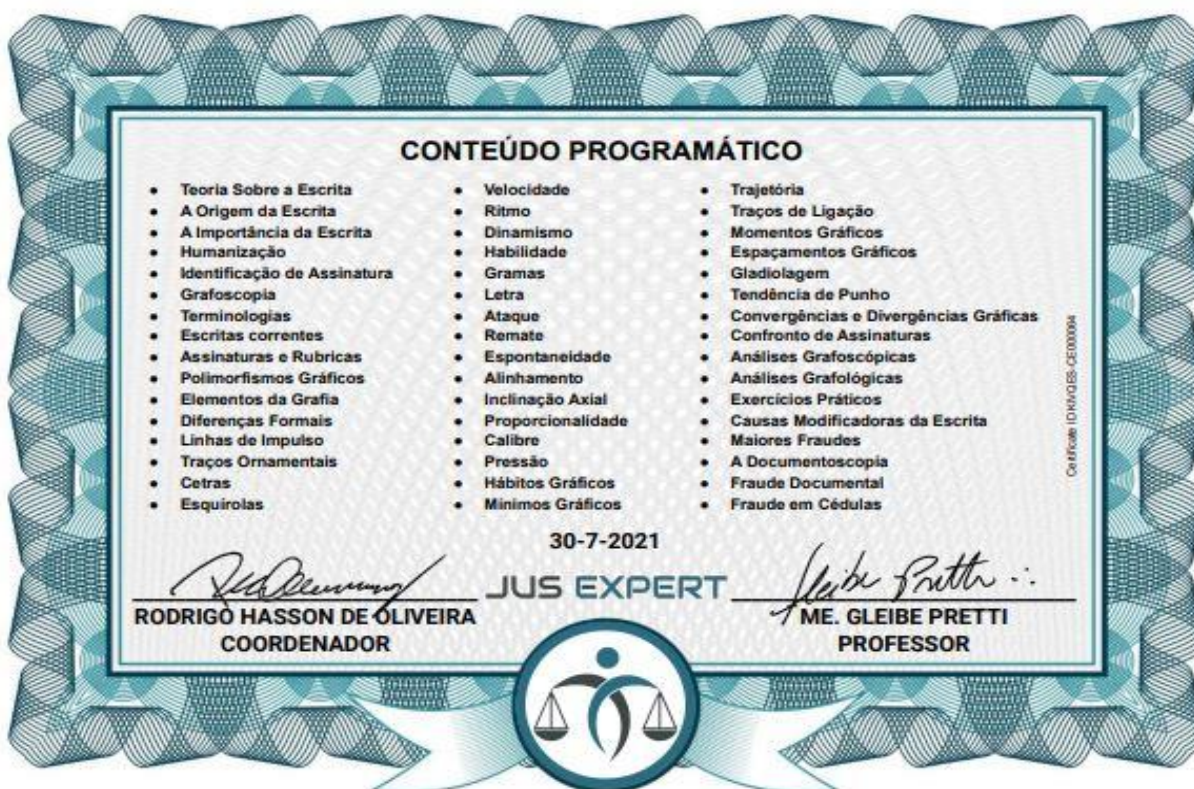 CONTEÚDO PROGRAMÁTICO
Teoria Sobre a Escrita
A Origem da Escrita
A Importância da Escrita
Humanização
Identificação de Assinatura
Grafoscopia
Terminologias
Escritas correntes
Assinaturas e Rubricas
Polimorfismos Gráficos
Elementos da Grafia
Diferenças Formais
Linhas de Impulso
Traços Ornamentais
Cetras
Esquirolas
Velocidade
Ritmo
Dinamismo
Habilidade
Gramas
Letra
Ataque
Remate
Espontaneidade
Alinhamento
Inclinação Axial
Proporcionalidade
Calibre
Pressão
Hábitos Gráficos
Mínimos Gráficos
Trajetória
Traços de Ligação
Momentos Gráficos
Espaçamentos Gráficos
Gladiolagem
Tendência de Punho
Convergências e Divergências Gráficas
Confronto de Assinaturas
Análises Grafoscópicas
Análises Grafológicas
Exercícios Práticos
Causas Modificadoras da Escrita
Maiores Fraudes
A Documentoscopia
Fraude Documental
Fraude em Cédulas
Certificate ID
30-7-2021
JUS EXPERT
Gleibe Pretti
RODRIGO HASSON DE OLIVEIRA
COORDENADOR
ME. GLEIBE PRETTI
PROFESSOR